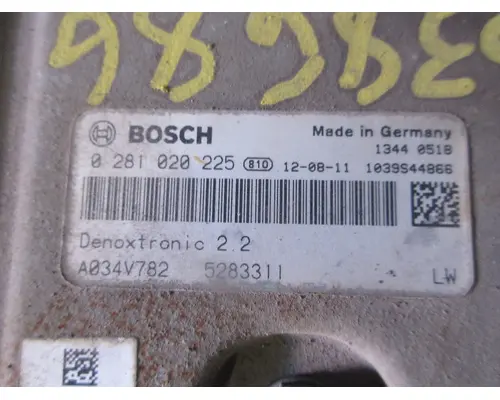 38686
BOSCH
Made in Germany
1344 0518
0 281 020 225 810 12-08-11 1039S44866
Denoxtronic 2.2
A034V782 5283311
LW